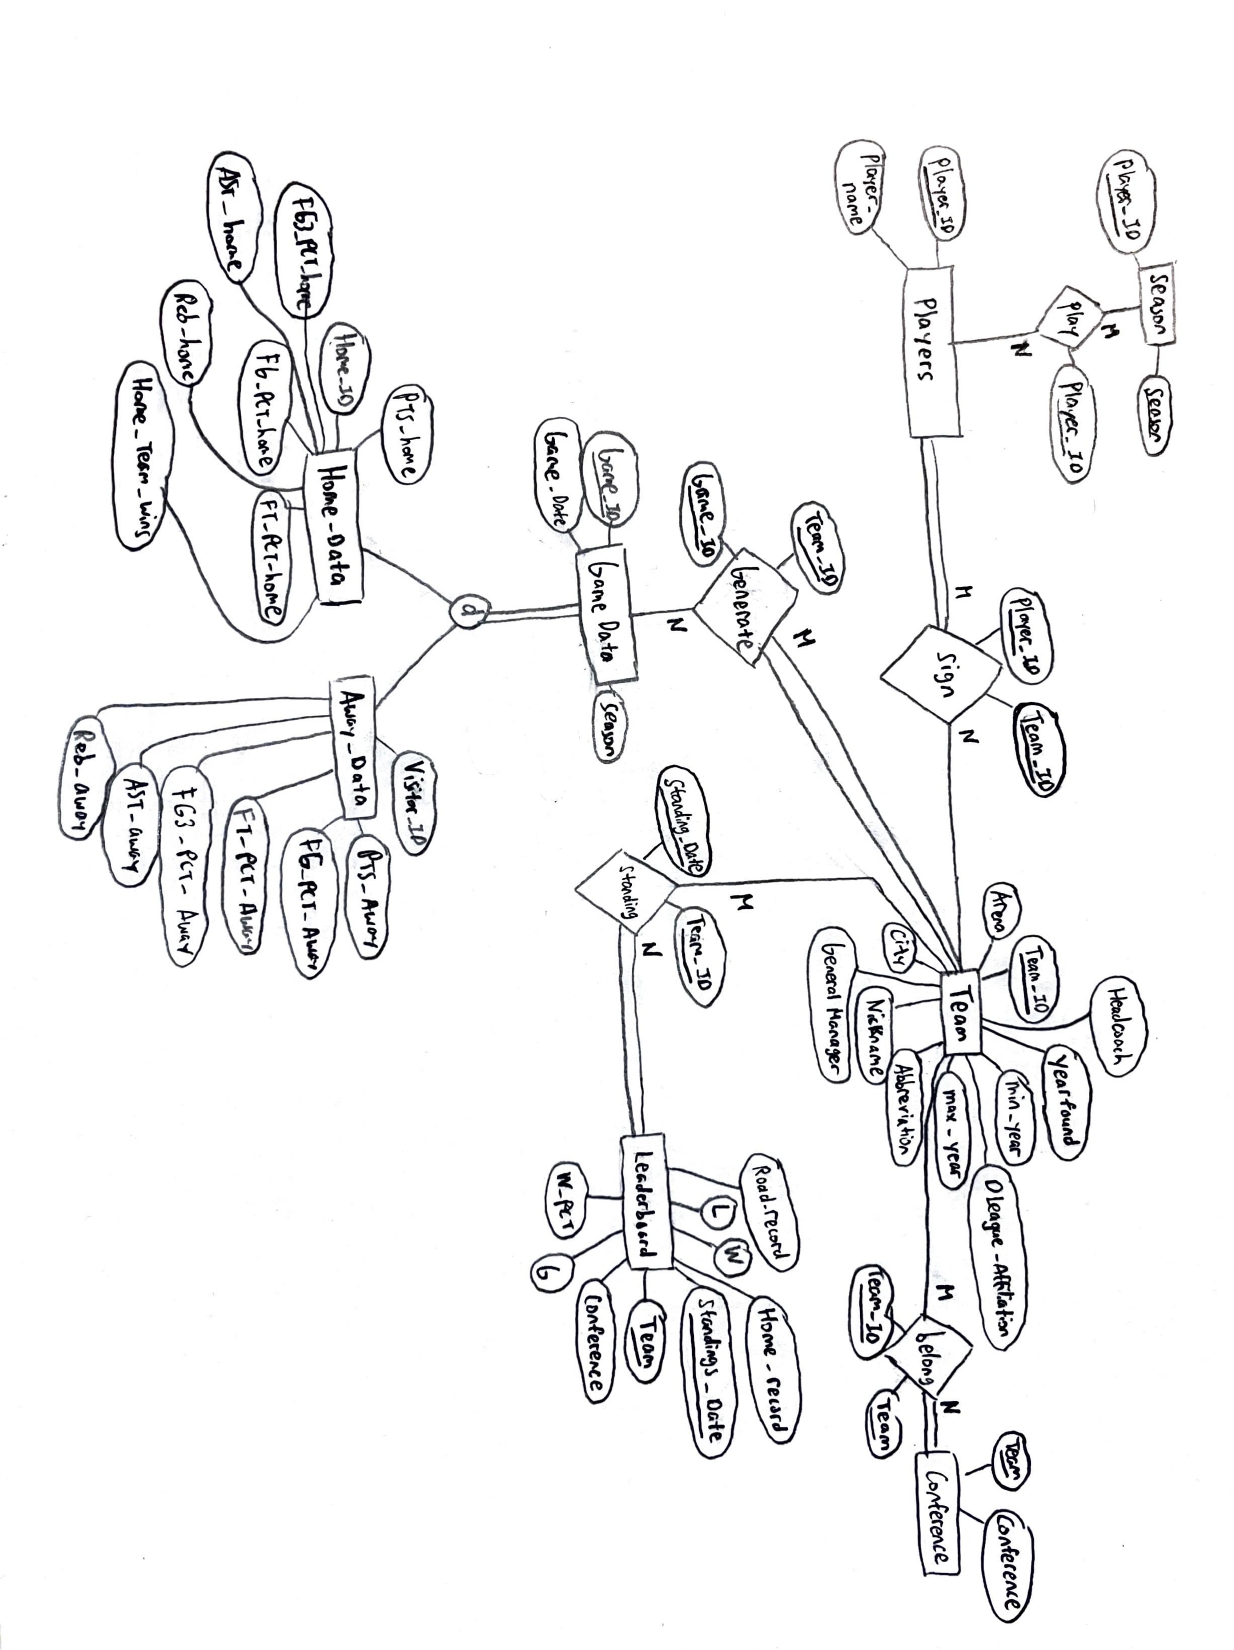 Season
Season
Player_ID
M
play
Player_ID
N
Player_ID
Players
Player_
name
Player_ID
Team_ID
M
Sign
N
Headcoach
Team_ID
yearfound
Arena
min_year
DLeague_Affiliation
Team
max_year
City
Abbreviation
Nickname
General Manager
Team
Conference
M
N
belong
Conference
Team_ID
Team
Team_ID
M
Generate
Game_ID
N
Game_ID
Game Data
Season
Game_Date
M
Standing_Date
Team_ID
Standing
N
Road_record
Home_record
L
W
Standings_Date
Leaderboard
Team
Conference
W_PCT
G
d
PTS_home
Home_ID
Home_Data
FG3_PCT_home
FG_PCT_home
FT_PCT_home
AST_home
Reb_home
Home_Team_wins
Visitor_ID
Away_Data
PTS_Away
FG_PCT_Away
FT_PCT_Away
FG3_PCT_Away
AST_away
Reb_away